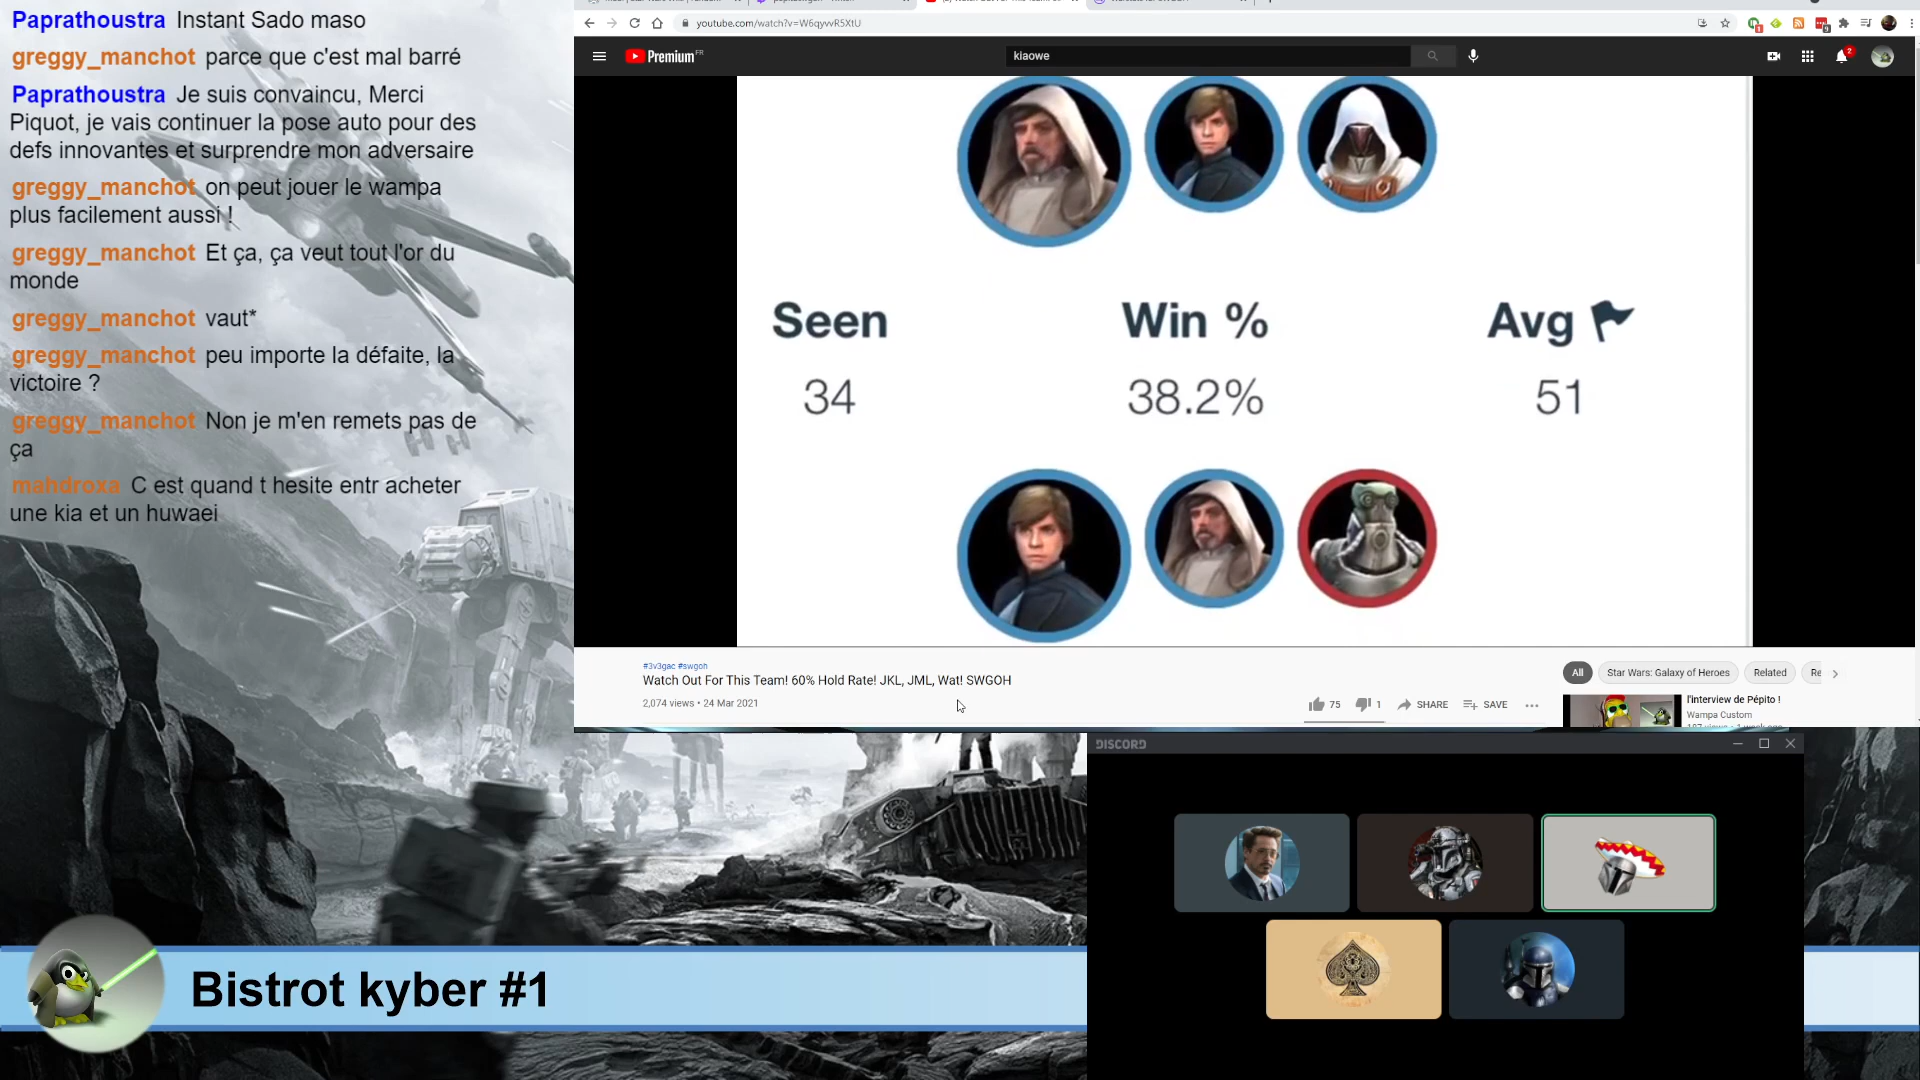 Paprathoustra Instant Sado maso
greggy_manchot parce que c'est mal barré
Paprathoustra Je suis convaincu, Merci
Piquot, je vais continuer la pose auto pour des
defs innovantes et surprendre mon adversaire
greggy_manchot on peut jouer le wampa
plus facilement aussi !
greggy_manchot Et ça, ça veut tout l'or du
monde
greggy_manchot vaut*
greggy_manchot peu importe la défaite, la
victoire ?
greggy_manchot Non je m'en remets pas de
ça
mahdroxa C est quand t hesite entr acheter
une kia et un huwaei
youtube.com/watch?v=W6qyvvR5XtU
Premium FR
kiaowe
2
Seen Win % Avg
34 38.2% 51
#3v3gac #swgoh
Watch Out For This Team! 60% Hold Rate! JKL, JML, Wat! SWGOH
2,074 views • 24 Mar 2021
75 1 SHARE SAVE
All Star Wars: Galaxy of Heroes Related Re
l'interview de Pépito !
Wampa Custom
DISCORD
Bistrot kyber #1